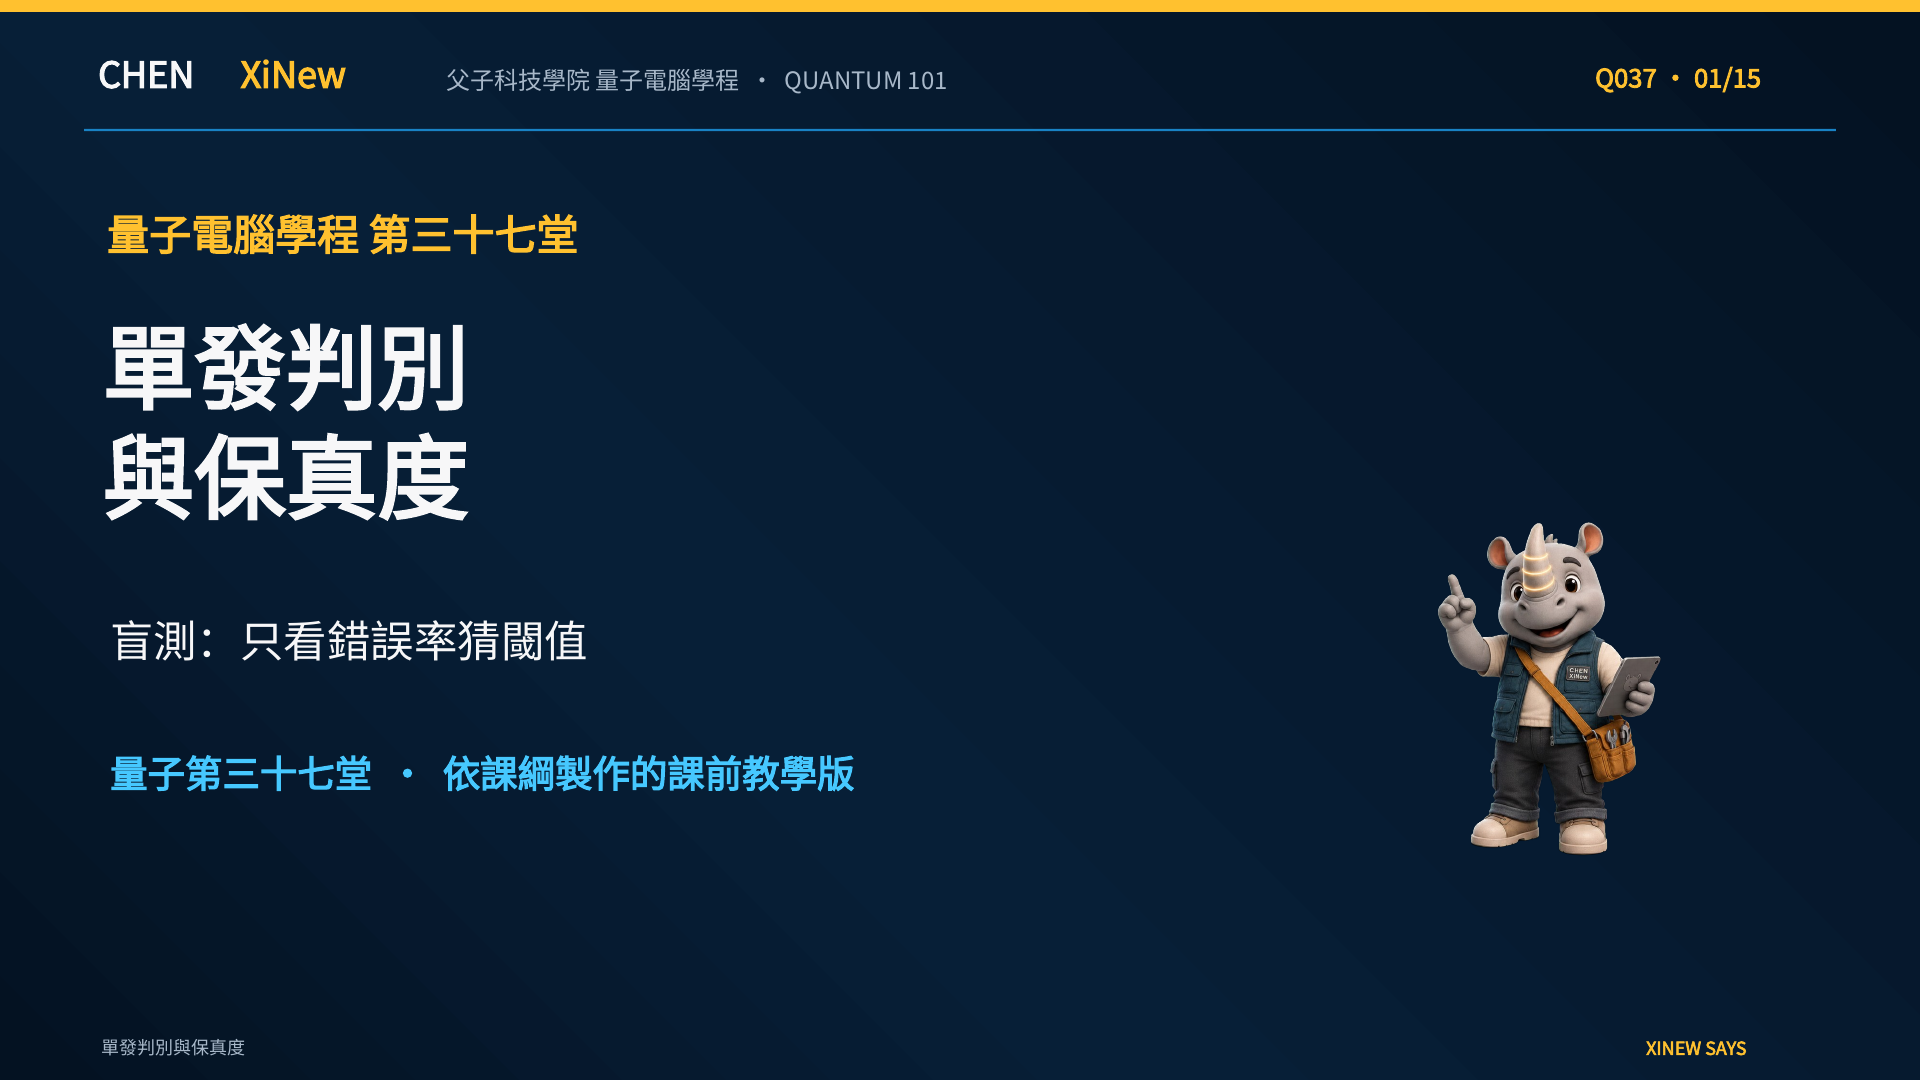 CHEN XiNew 父子科技學院 量子電腦學程 • QUANTUM 101 Q037 • 01/15
量子電腦學程 第三十七堂
單發判別
與保真度
盲測：只看錯誤率猜閾值
量子第三十七堂 • 依課綱製作的課前教學版
CHEN
XiNew
單發判別與保真度 XINEW SAYS